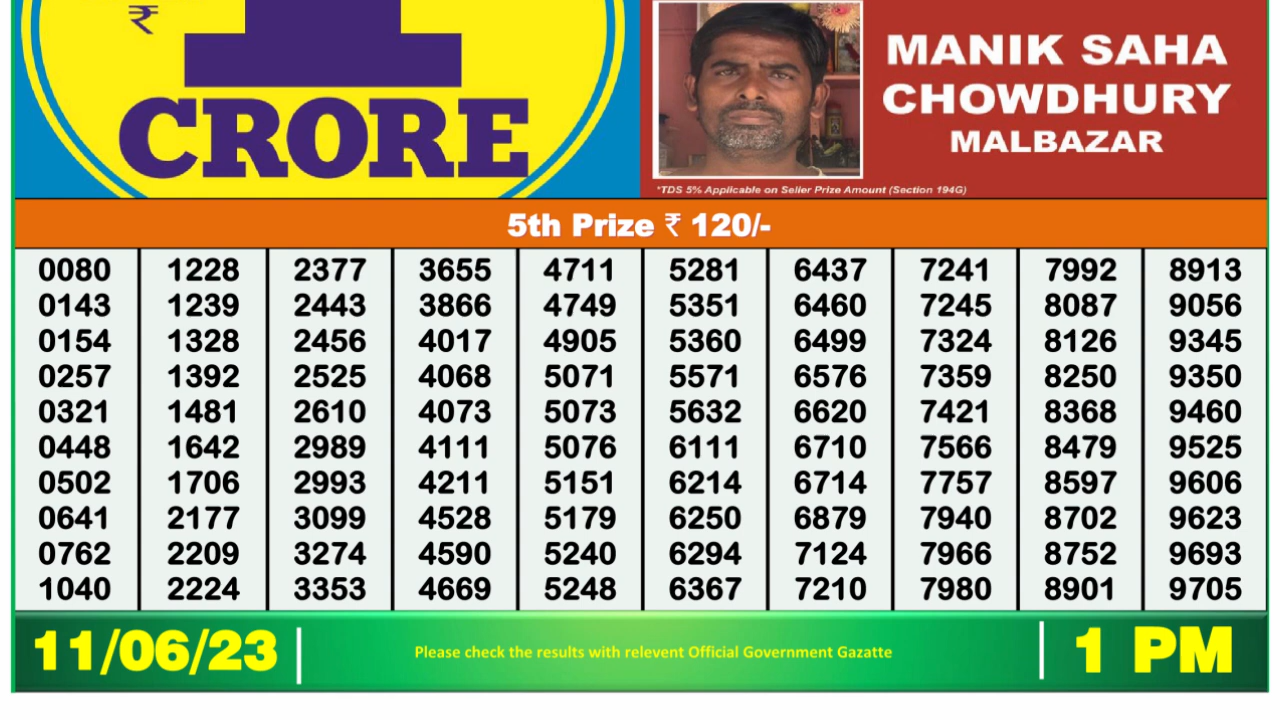 ₹
1
CRORE
MANIK SAHA
CHOWDHURY
MALBAZAR
*TDS 5% Applicable on Seller Prize Amount (Section 194G)
5th Prize ₹ 120/-
0080 1228 2377 3655 4711 5281 6437 7241 7992 8913
0143 1239 2443 3866 4749 5351 6460 7245 8087 9056
0154 1328 2456 4017 4905 5360 6499 7324 8126 9345
0257 1392 2525 4068 5071 5571 6576 7359 8250 9350
0321 1481 2610 4073 5073 5632 6620 7421 8368 9460
0448 1642 2989 4111 5076 6111 6710 7566 8479 9525
0502 1706 2993 4211 5151 6214 6714 7757 8597 9606
0641 2177 3099 4528 5179 6250 6879 7940 8702 9623
0762 2209 3274 4590 5240 6294 7124 7966 8752 9693
1040 2224 3353 4669 5248 6367 7210 7980 8901 9705
11/06/23
Please check the results with relevent Official Government Gazatte
1 PM